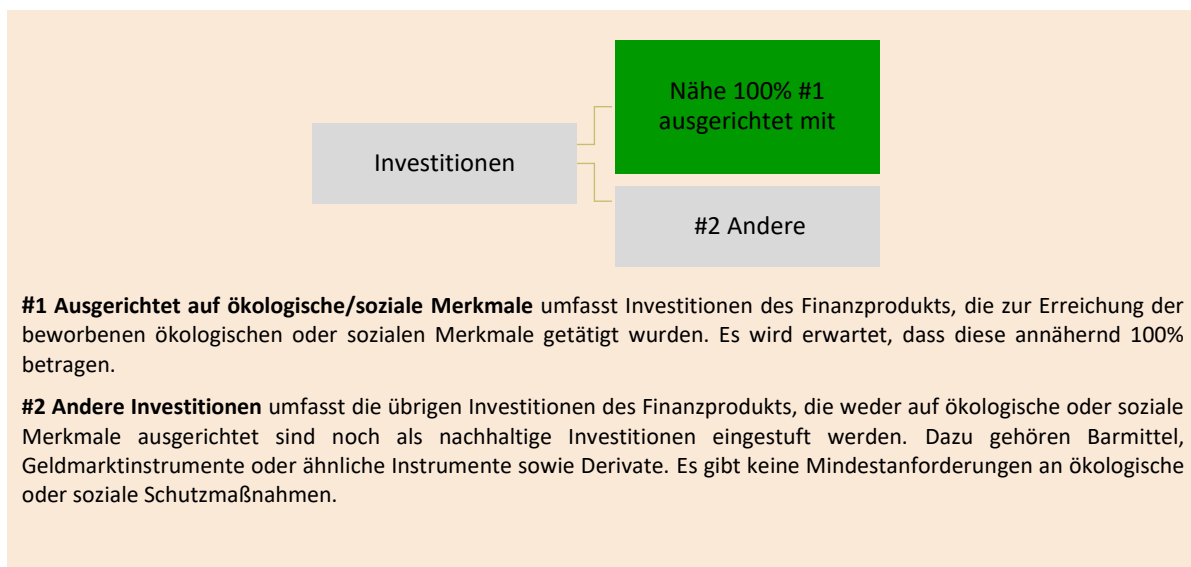 Nähe 100% #1
ausgerichtet mit
Investitionen
#2 Andere
#1 Ausgerichtet auf ökologische/soziale Merkmale umfasst Investitionen des Finanzprodukts, die zur Erreichung der
beworbenen ökologischen oder sozialen Merkmale getätigt wurden. Es wird erwartet, dass diese annähernd 100%
betragen.
#2 Andere Investitionen umfasst die übrigen Investitionen des Finanzprodukts, die weder auf ökologische oder soziale
Merkmale ausgerichtet sind noch als nachhaltige Investitionen eingestuft werden. Dazu gehören Barmittel,
Geldmarktinstrumente oder ähnliche Instrumente sowie Derivate. Es gibt keine Mindestanforderungen an ökologische
oder soziale Schutzmaßnahmen.